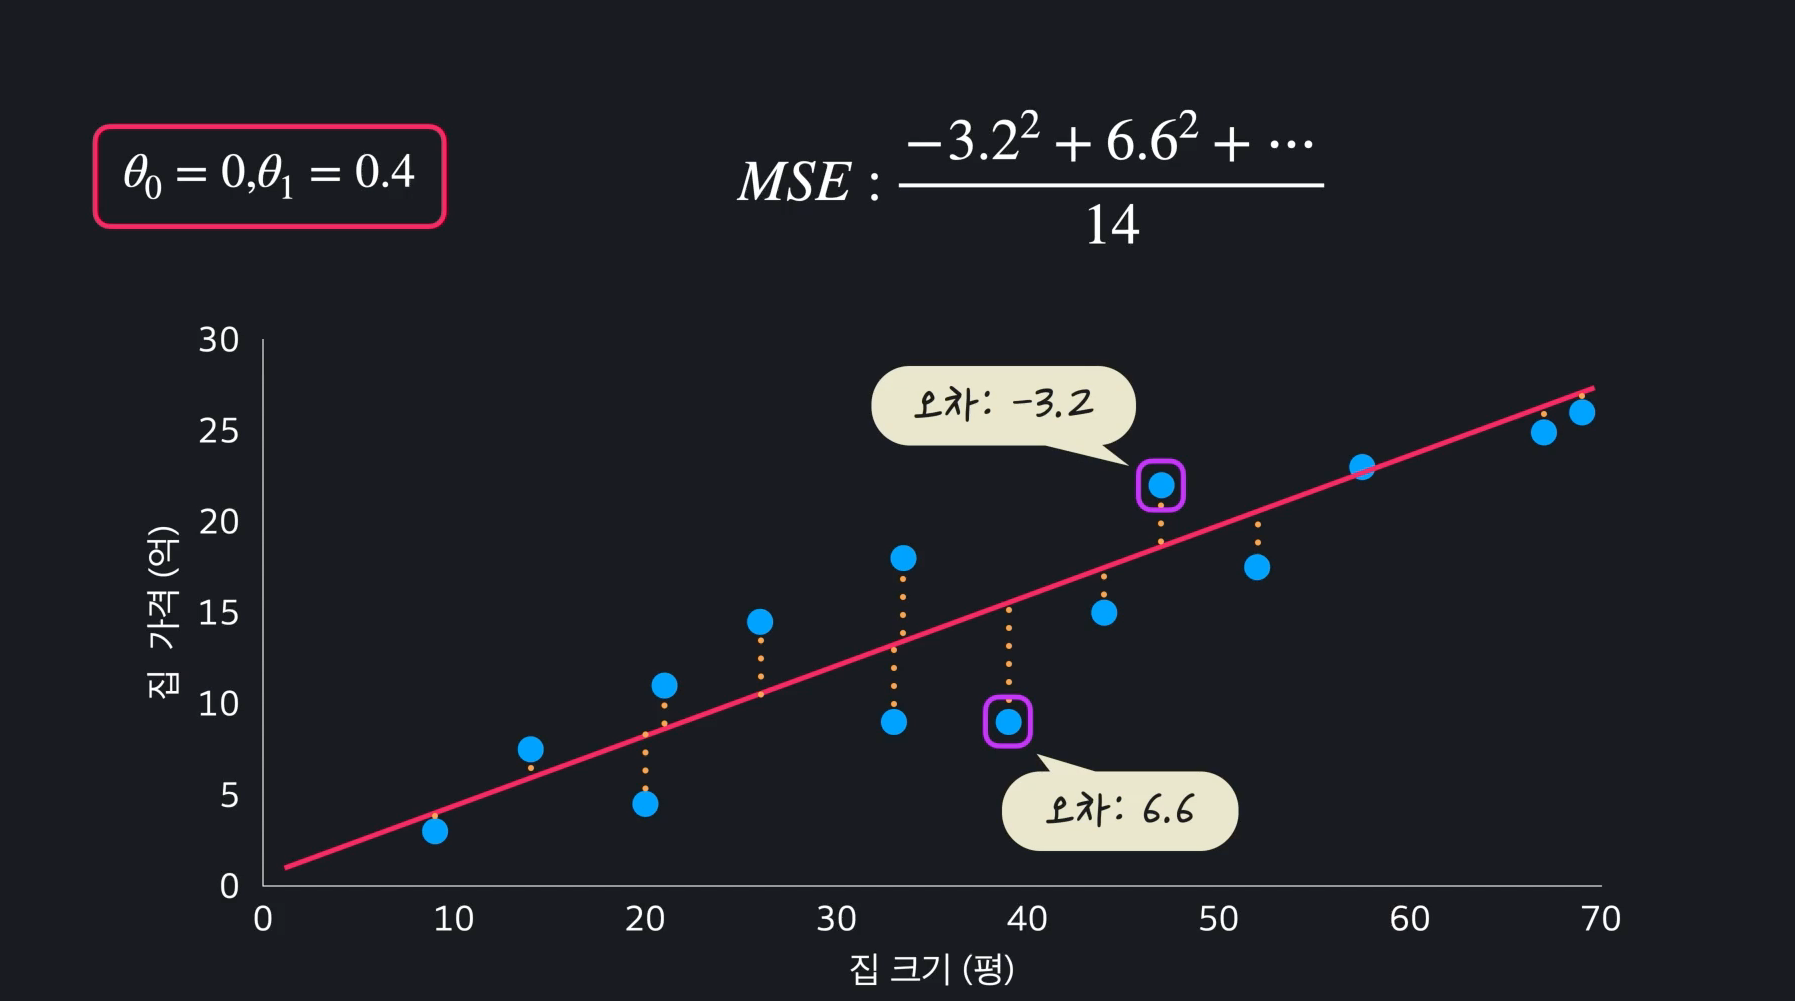 θ₀ = 0,θ₁ = 0.4
MSE : (−3.2² + 6.6² + ⋯) / 14
오차: -3.2
오차: 6.6
집 가격 (억)
30
25
20
15
10
5
0
0 10 20 30 40 50 60 70
집 크기 (평)